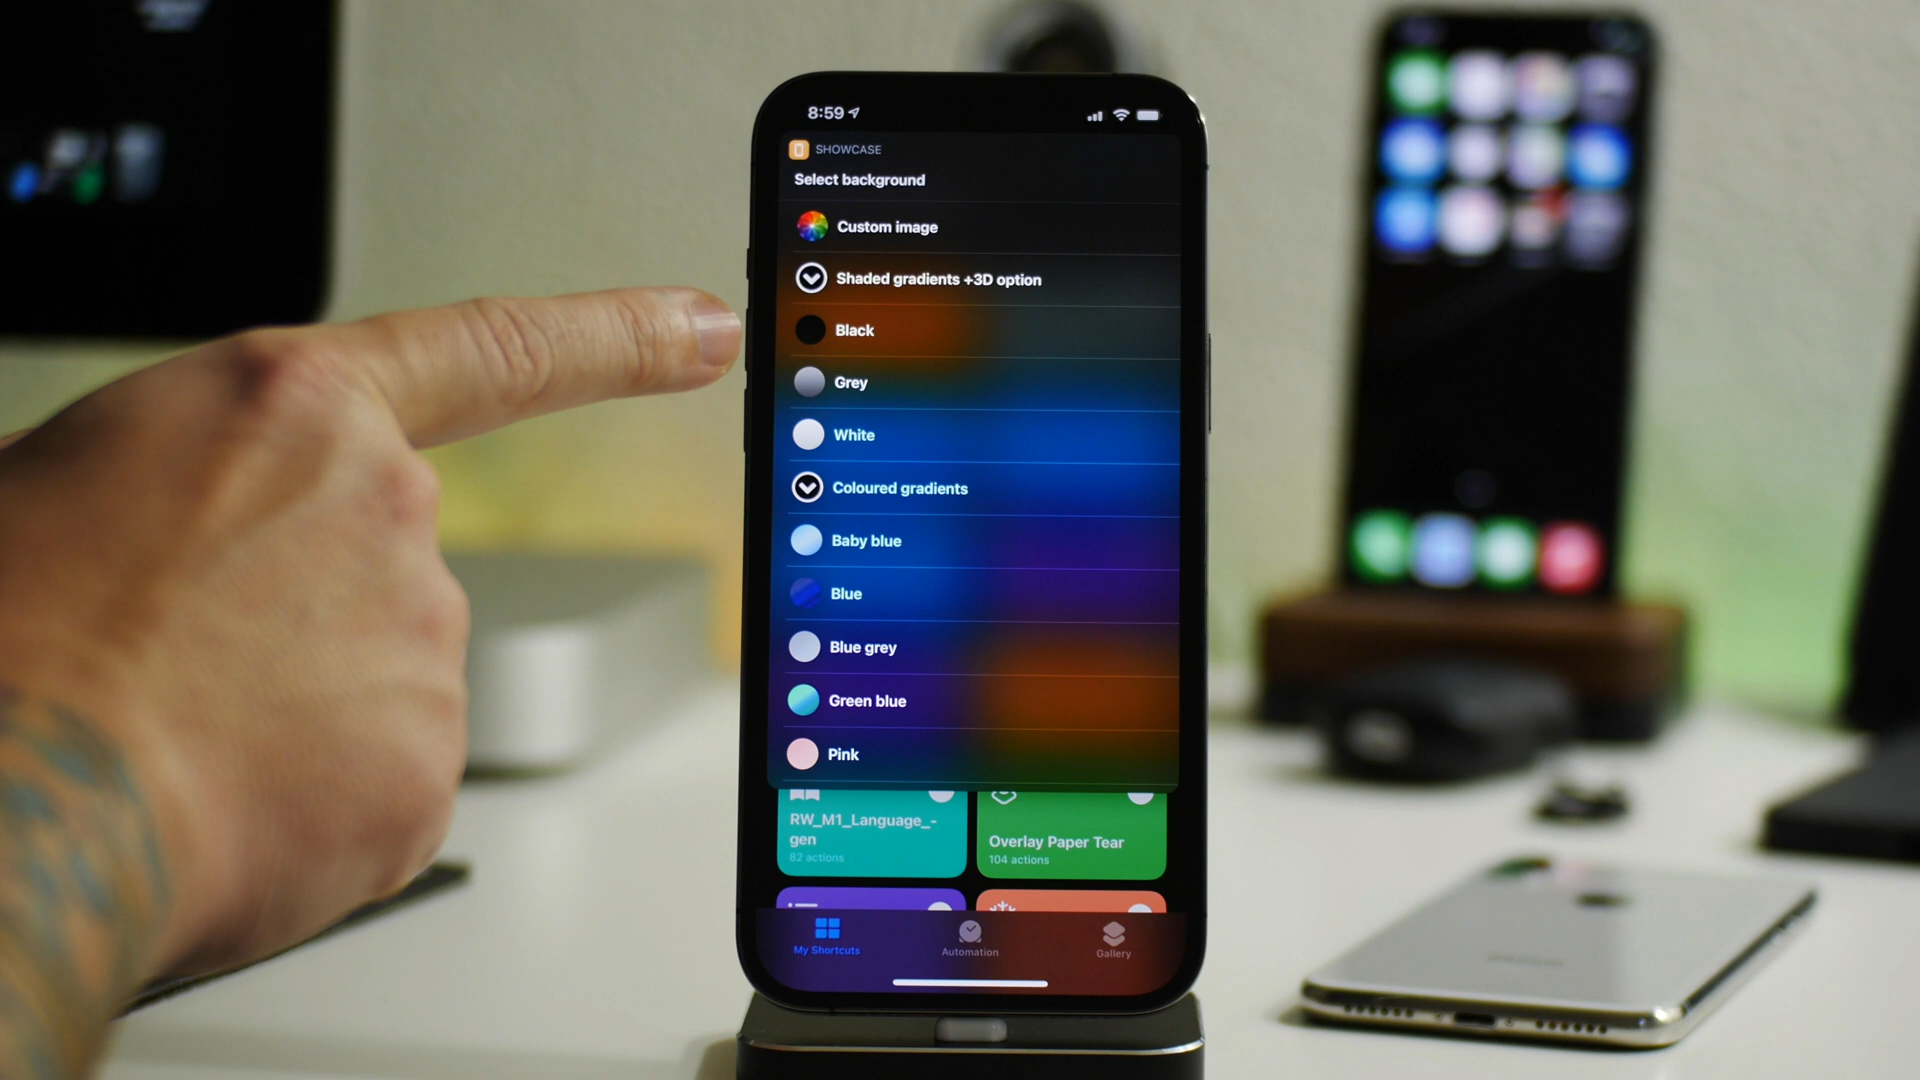 8:59
SHOWCASE
Select background
Custom image
Shaded gradients +3D option
Black
Grey
White
Coloured gradients
Baby blue
Blue
Blue grey
Green blue
Pink
RW_M1_Language_-
gen
82 actions
Overlay Paper Tear
104 actions
My Shortcuts
Automation
Gallery